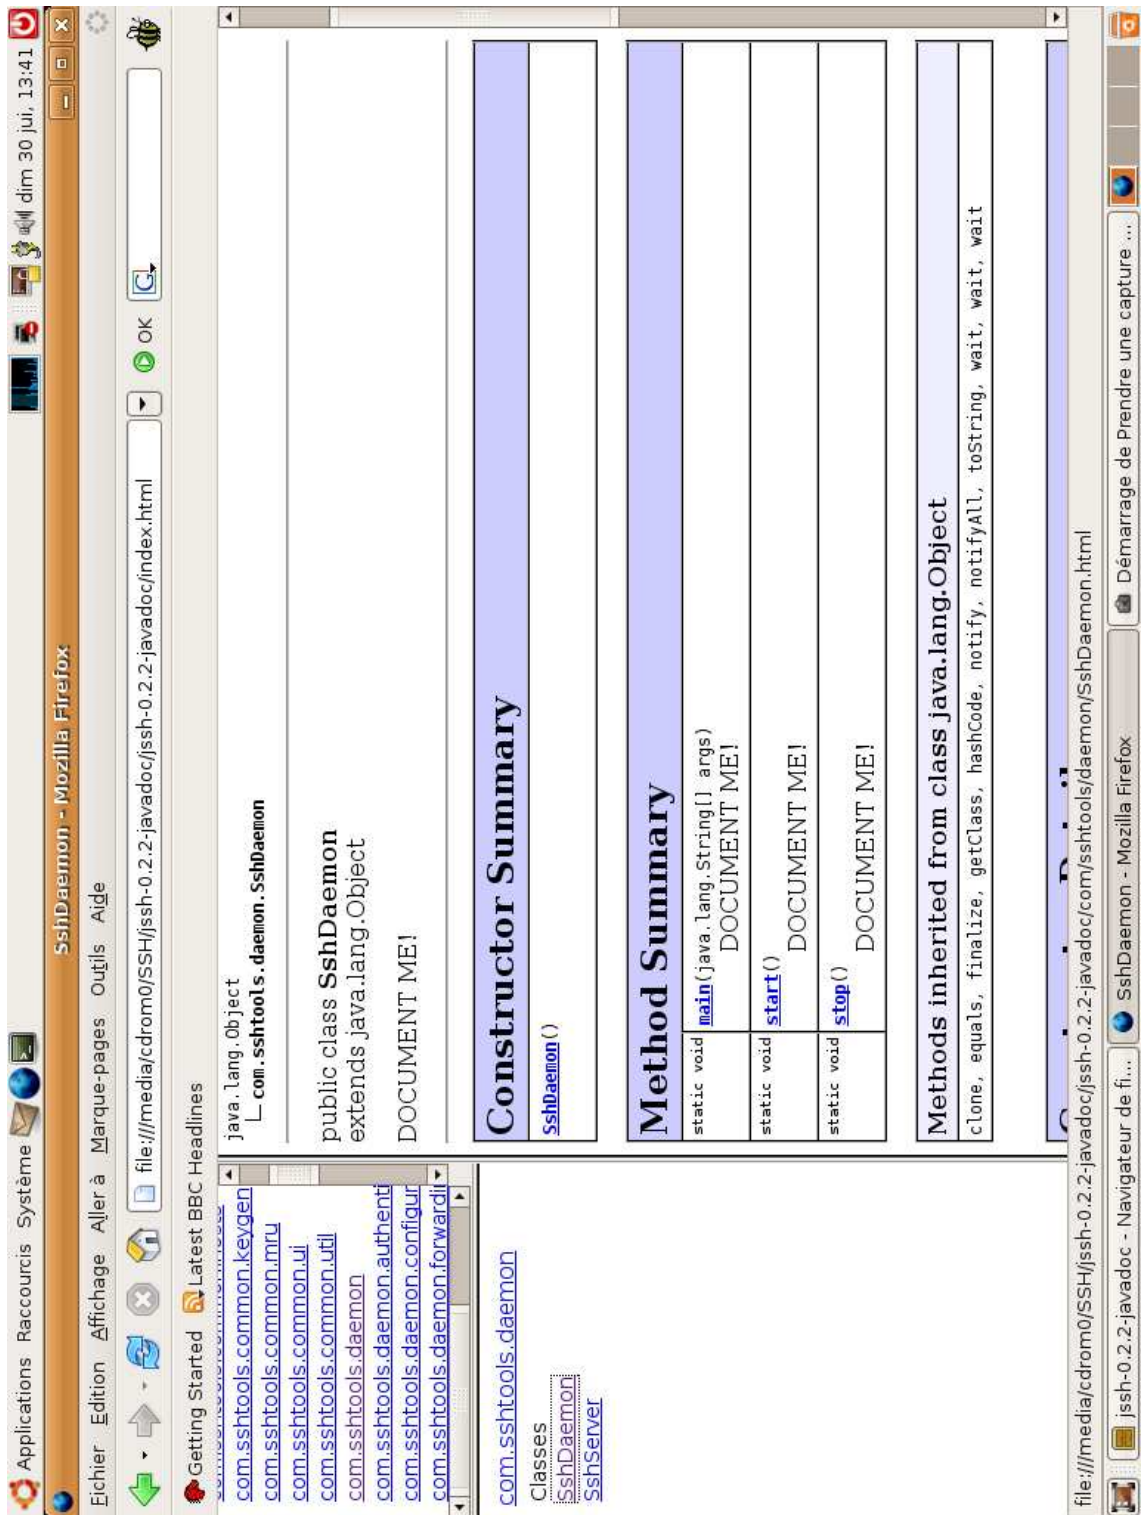 Applications Raccourcis Système
dim 30 jui, 13:41
SshDaemon - Mozilla Firefox
Fichier Edition Affichage Aller à Marque-pages Outils Aide
file:///media/cdrom0/SSH/jssh-0.2.2-javadoc/jssh-0.2.2-javadoc/index.html
OK
G
Getting Started Latest BBC Headlines
com.sshtools.common.keygen
com.sshtools.common.mru
com.sshtools.common.ui
com.sshtools.common.util
com.sshtools.daemon
com.sshtools.daemon.authenti
com.sshtools.daemon.configur
com.sshtools.daemon.forwardi
com.sshtools.daemon
Classes
SshDaemon
SshServer
java.lang.Object
com.sshtools.daemon.SshDaemon
public class SshDaemon
extends java.lang.Object
DOCUMENT ME!
Constructor Summary
SshDaemon()
Method Summary
static void main(java.lang.String[] args)
DOCUMENT ME!
static void start()
DOCUMENT ME!
static void stop()
DOCUMENT ME!
Methods inherited from class java.lang.Object
clone, equals, finalize, getClass, hashCode, notify, notifyAll, toString, wait, wait, wait
file:///media/cdrom0/SSH/jssh-0.2.2-javadoc/jssh-0.2.2-javadoc/com/sshtools/daemon/SshDaemon.html
jssh-0.2.2-javadoc - Navigateur de fi...
SshDaemon - Mozilla Firefox
Démarrage de Prendre une capture ...